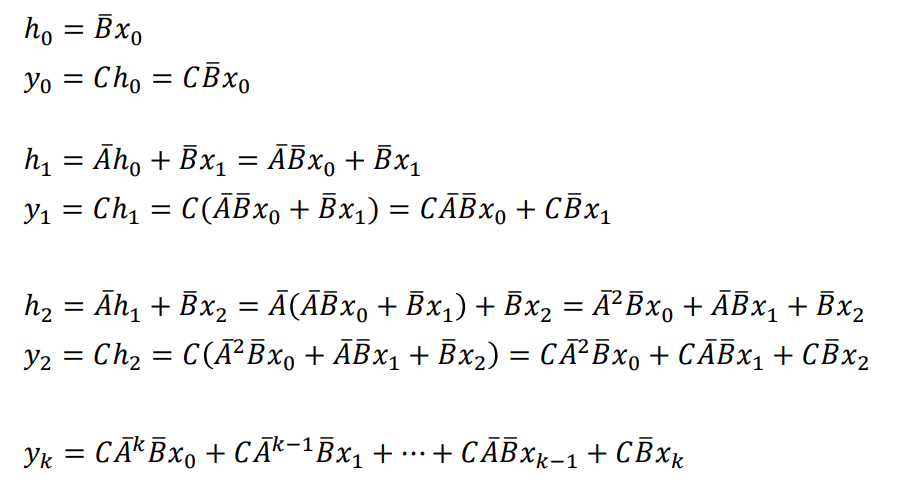 h₀ = B̄x₀
y₀ = Ch₀ = CB̄x₀
h₁ = Āh₀ + B̄x₁ = ĀB̄x₀ + B̄x₁
y₁ = Ch₁ = C(ĀB̄x₀ + B̄x₁) = CĀB̄x₀ + CB̄x₁
h₂ = Āh₁ + B̄x₂ = Ā(ĀB̄x₀ + B̄x₁) + B̄x₂ = Ā²B̄x₀ + ĀB̄x₁ + B̄x₂
y₂ = Ch₂ = C(Ā²B̄x₀ + ĀB̄x₁ + B̄x₂) = CĀ²B̄x₀ + CĀB̄x₁ + CB̄x₂
yₖ = CĀᵏB̄x₀ + CĀᵏ⁻¹B̄x₁ + ⋯ + CĀB̄xₖ₋₁ + CB̄xₖ